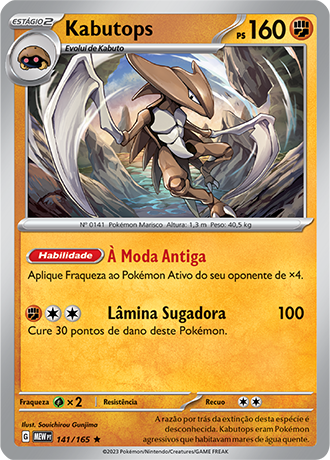 ESTÁGIO 2 Kabutops PS 160
Evolui de Kabuto
Nº 0141 Pokémon Marisco Altura: 1,3 m Peso: 40,5 kg
Habilidade À Moda Antiga
Aplique Fraqueza ao Pokémon Ativo do seu oponente de ×4.
Lâmina Sugadora 100
Cure 30 pontos de dano deste Pokémon.
Fraqueza ×2 Resistência Recuo
Ilust. Souichirou Gunjima
G MEW PT 141/165 ★
A razão por trás da extinção desta espécie é
desconhecida. Kabutops eram Pokémon
agressivos que habitavam mares de água quente.
©2023 Pokémon/Nintendo/Creatures/GAME FREAK